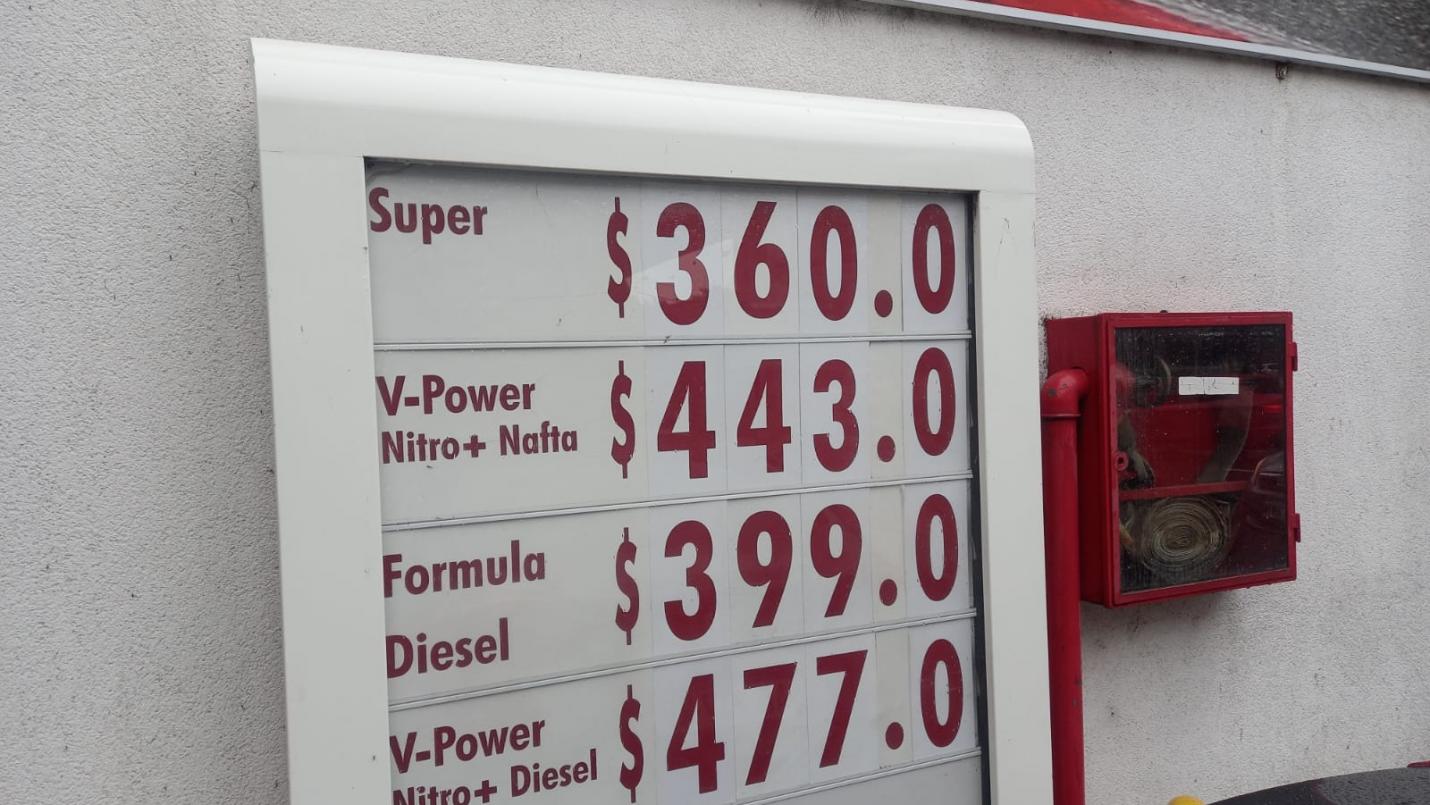 Super $360.0
V-Power
Nitro+ Nafta $443.0
Formula
Diesel $399.0
V-Power
Nitro+ Diesel $477.0